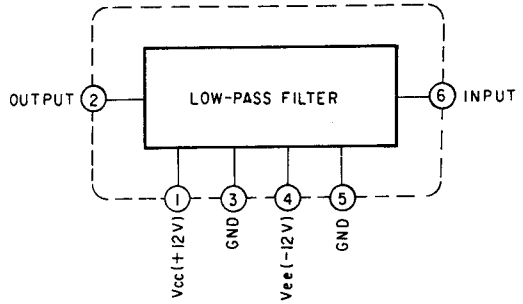 OUTPUT 2 LOW-PASS FILTER 6 INPUT
1 3 4 5
Vcc(+12V)
GND
Vee(-12V)
GND